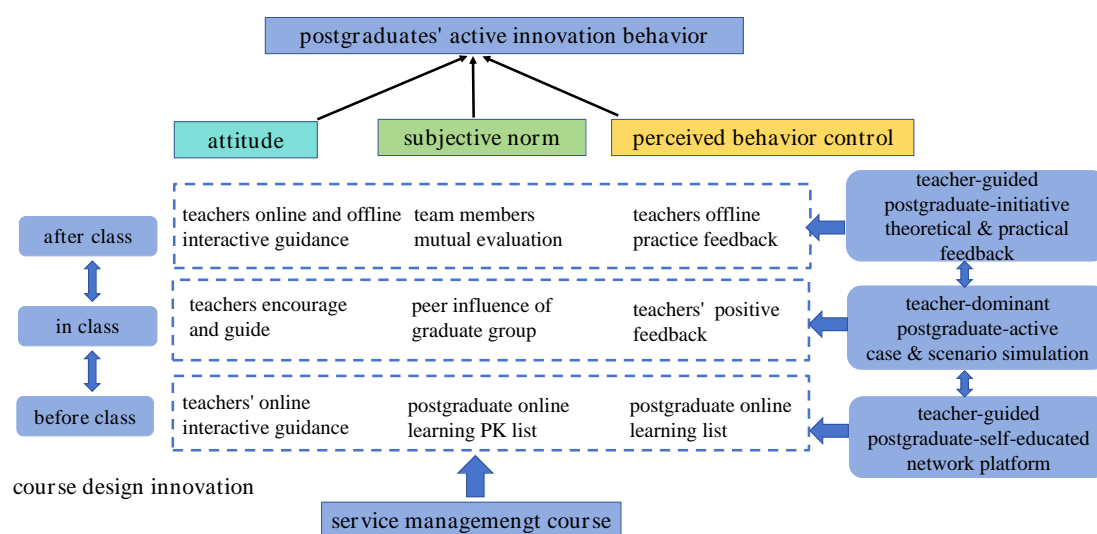 postgraduates' active innovation behavior
attitude
subjective norm
perceived behavior control
after class
teachers online and offline
interactive guidance
team members
mutual evaluation
teachers offline
practice feedback
teacher-guided
postgraduate-initiative
theoretical & practical
feedback
in class
teachers encourage
and guide
peer influence of
graduate group
teachers' positive
feedback
teacher-dominant
postgraduate-active
case & scenario simulation
before class
teachers' online
interactive guidance
postgraduate online
learning PK list
postgraduate online
learning list
teacher-guided
postgraduate-self-educated
network platform
course design innovation
service managemengt course